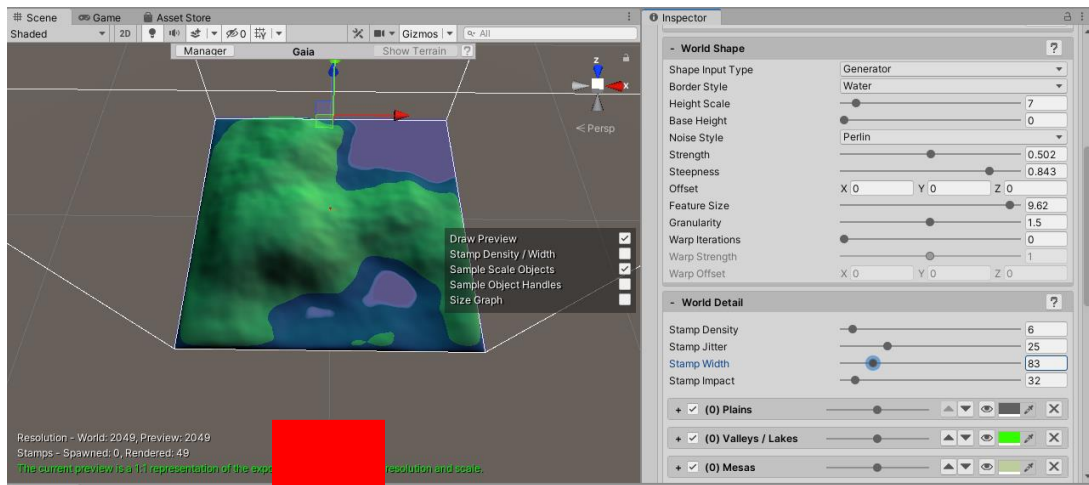 Scene Game Asset Store
Shaded 2D 0 Gizmos All
Manager Gaia Show Terrain ?
z
x
Persp
Draw Preview
Stamp Density / Width
Sample Scale Objects
Sample Object Handles
Size Graph
Resolution - World: 2049, Preview: 2049
Stamps - Spawned: 0, Rendered: 49
The current preview is a 1:1 representation of the resolution and scale.
Inspector
- World Shape ?
Shape Input Type Generator
Border Style Water
Height Scale 7
Base Height 0
Noise Style Perlin
Strength 0.502
Steepness 0.843
Offset X 0 Y 0 Z 0
Feature Size 9.62
Granularity 1.5
Warp Iterations 0
Warp Strength 1
Warp Offset X 0 Y 0 Z 0
- World Detail ?
Stamp Density 6
Stamp Jitter 25
Stamp Width 83
Stamp Impact 32
+ (0) Plains
+ (0) Valleys / Lakes
+ (0) Mesas